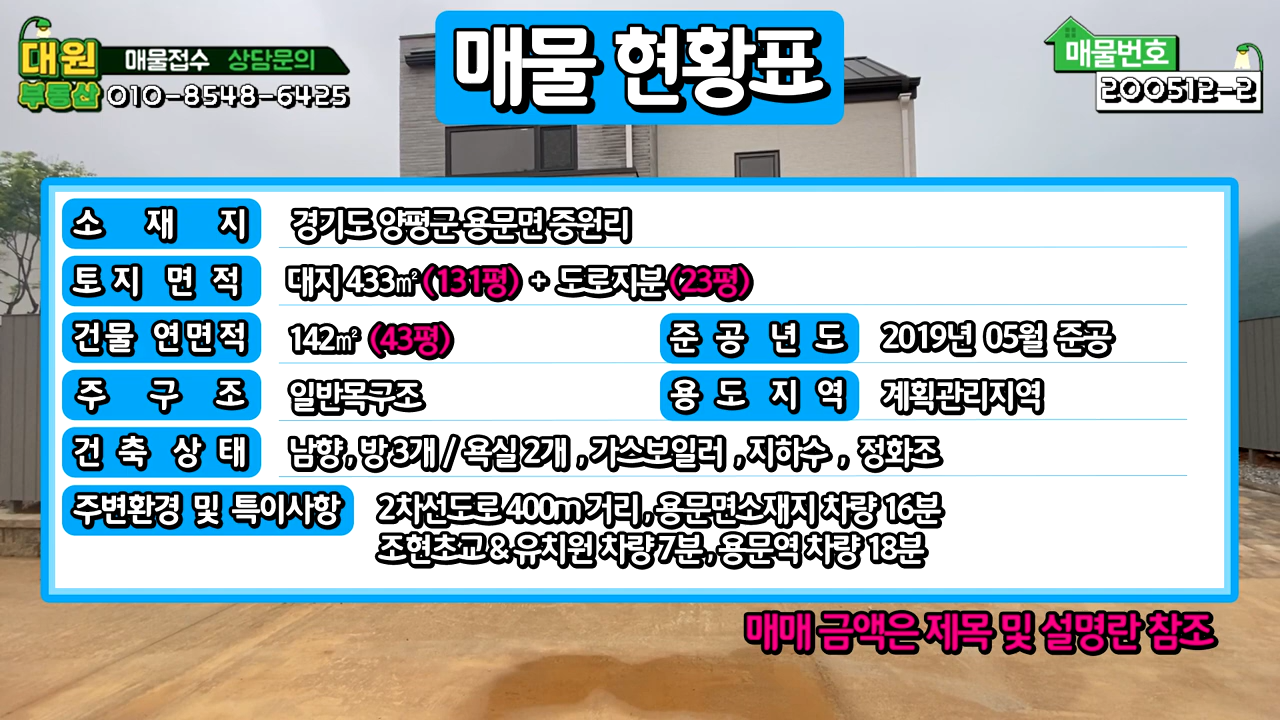 대원 매물접수 상담문의
부동산 010-8548-6425
매물 현황표
매물번호
200512-2
소재지 경기도 양평군 용문면 중원리
토지면적 대지 433㎡(131평) + 도로지분(23평)
건물 연면적 142㎡ (43평) 준공년도 2019년 05월 준공
주구조 일반목구조 용도지역 계획관리지역
건축상태 남향, 방 3개 / 욕실 2개 , 가스보일러 , 지하수 , 정화조
주변환경 및 특이사항 2차선도로 400m 거리, 용문면소재지 차량 16분
조현초교 & 유치원 차량 7분, 용문역 차량 18분
매매 금액은 제목 및 설명란 참조